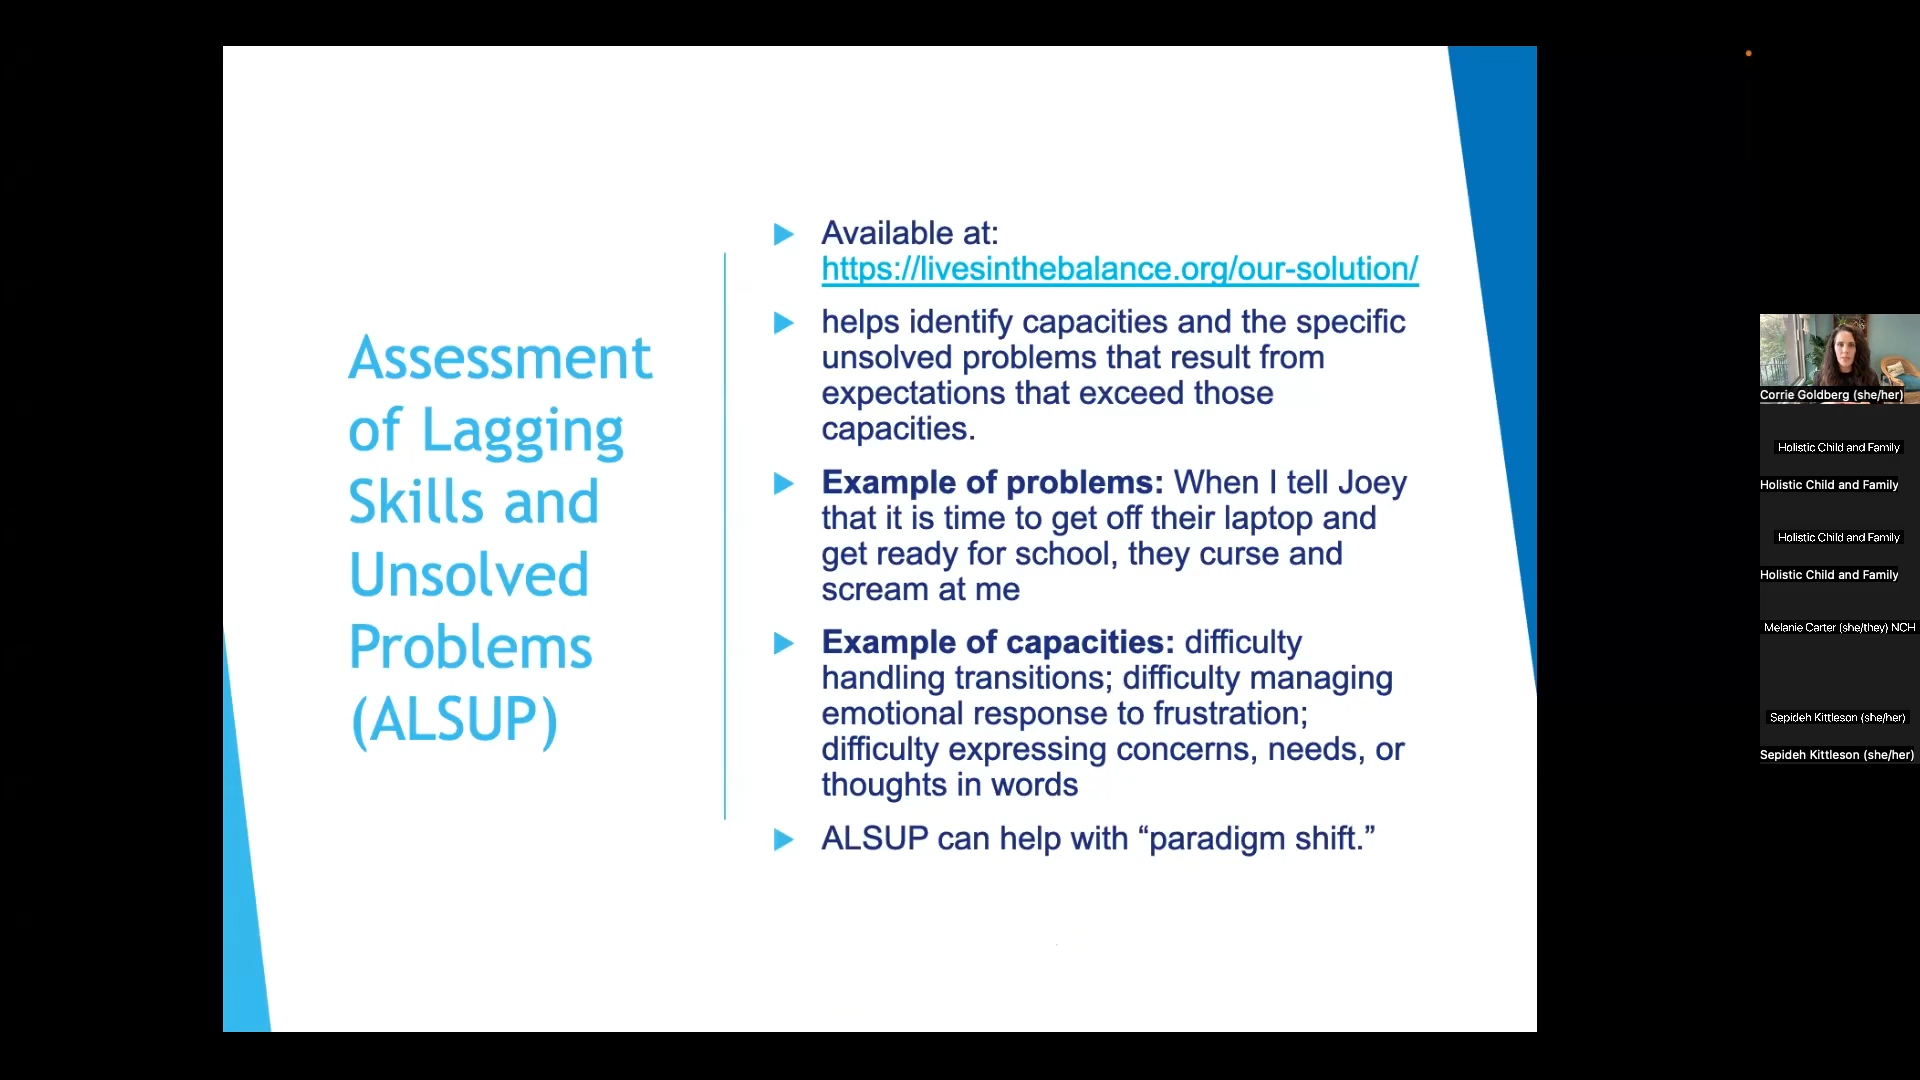 Assessment
of Lagging
Skills and
Unsolved
Problems
(ALSUP)
Available at:
https://livesinthebalance.org/our-solution/
helps identify capacities and the specific
unsolved problems that result from
expectations that exceed those
capacities.
Example of problems: When I tell Joey
that it is time to get off their laptop and
get ready for school, they curse and
scream at me
Example of capacities: difficulty
handling transitions; difficulty managing
emotional response to frustration;
difficulty expressing concerns, needs, or
thoughts in words
ALSUP can help with “paradigm shift.”
Corrie Goldberg (she/her)
Holistic Child and Family
Holistic Child and Family
Holistic Child and Family
Holistic Child and Family
Melanie Carter (she/they) NCH
Sepideh Kittleson (she/her)
Sepideh Kittleson (she/her)